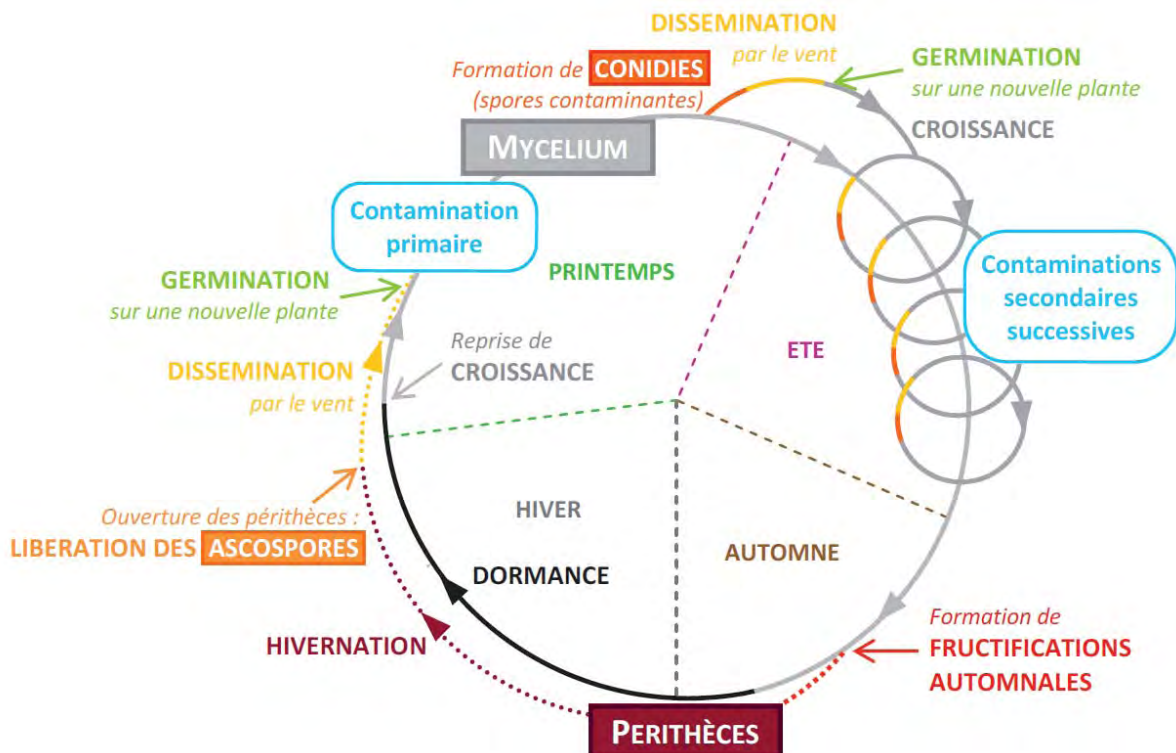 DISSEMINATION
par le vent
Formation de CONIDIES
(spores contaminantes)
GERMINATION
sur une nouvelle plante
CROISSANCE
MYCELIUM
Contamination
primaire
PRINTEMPS
GERMINATION
sur une nouvelle plante
Contaminations
secondaires
successives
ETE
Reprise de
CROISSANCE
DISSEMINATION
par le vent
HIVER
DORMANCE
AUTOMNE
Ouverture des périthèces :
LIBERATION DES ASCOSPORES
HIVERNATION
Formation de
FRUCTIFICATIONS
AUTOMNALES
PERITHÈCES